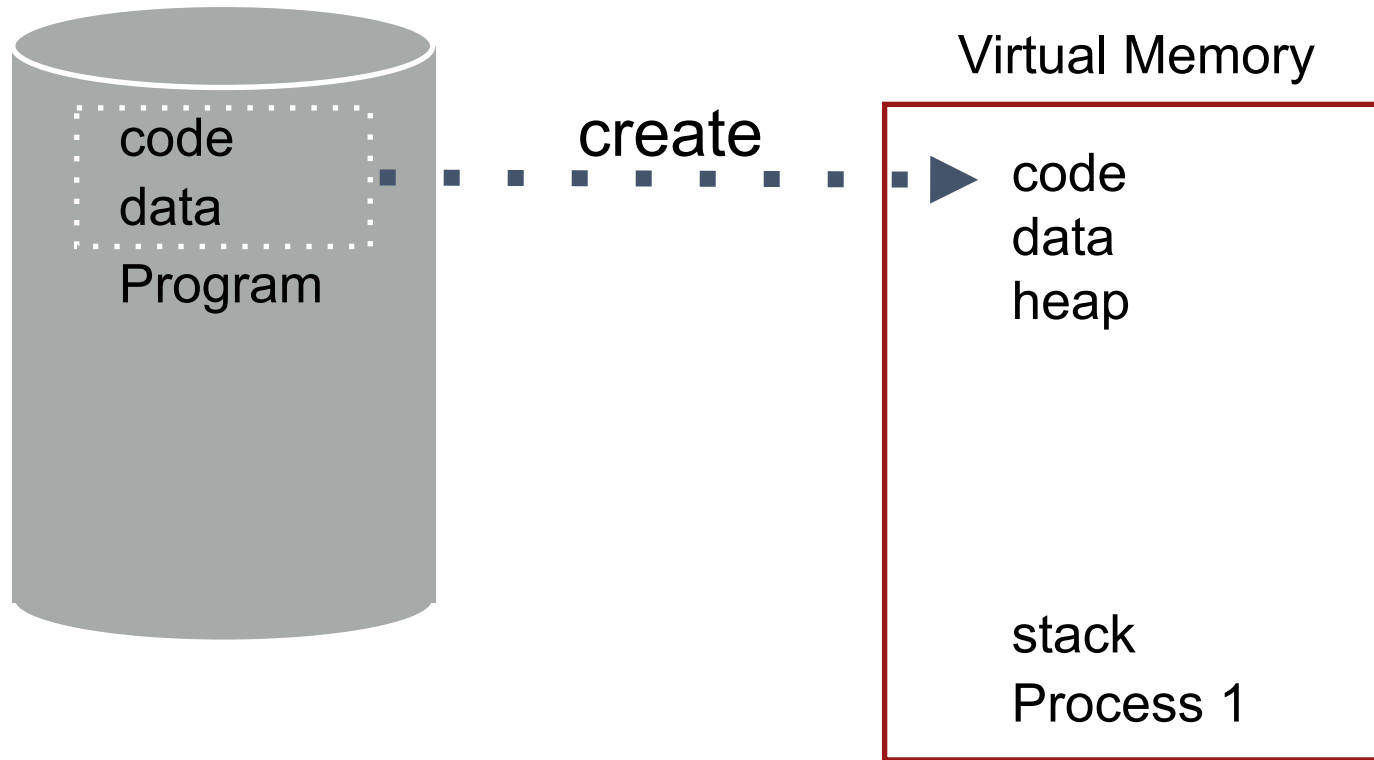 code
data
Program
create
Virtual Memory
code
data
heap
stack
Process 1